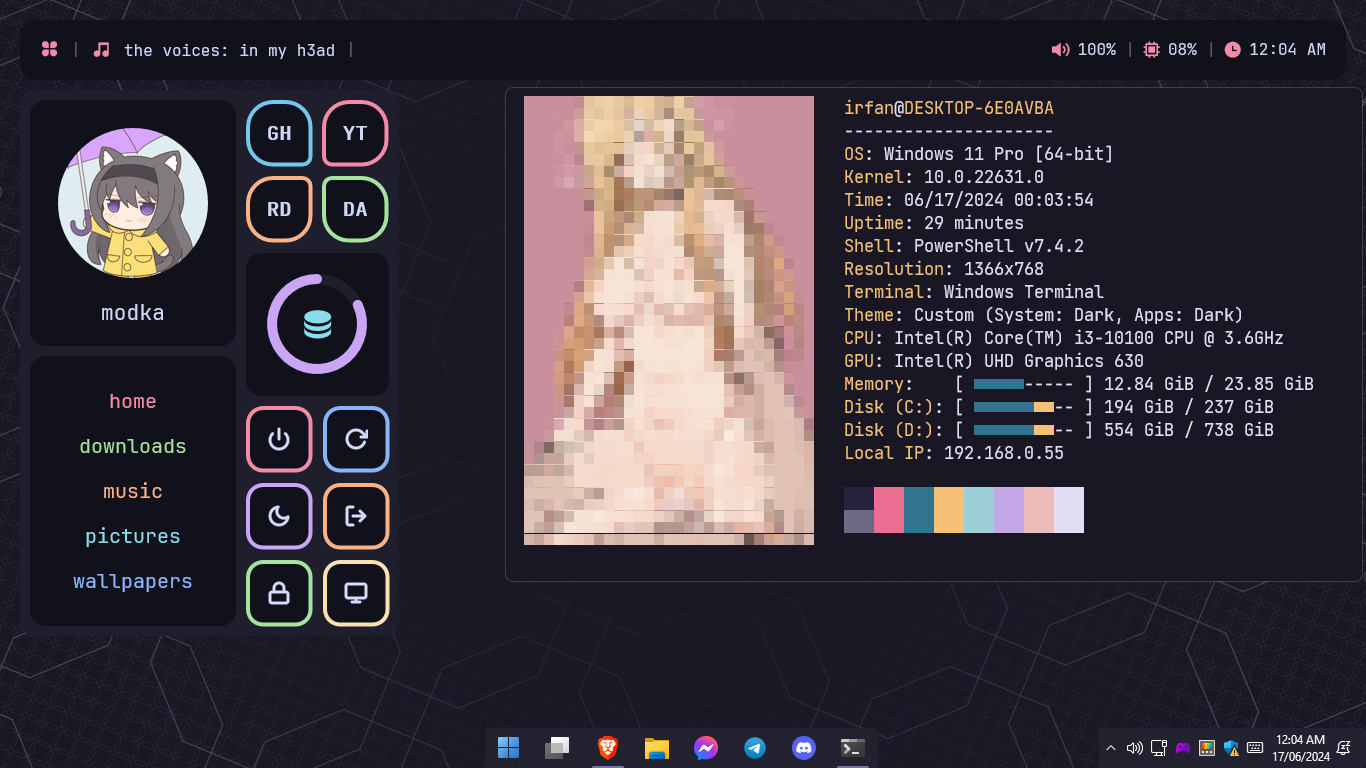 the voices: in my h3ad
100%
08%
12:04 AM
modka
home
downloads
music
pictures
wallpapers
GH
YT
RD
DA
irfan@DESKTOP-6E0AVBA
---------------------
OS: Windows 11 Pro [64-bit]
Kernel: 10.0.22631.0
Time: 06/17/2024 00:03:54
Uptime: 29 minutes
Shell: PowerShell v7.4.2
Resolution: 1366x768
Terminal: Windows Terminal
Theme: Custom (System: Dark, Apps: Dark)
CPU: Intel(R) Core(TM) i3-10100 CPU @ 3.6GHz
GPU: Intel(R) UHD Graphics 630
Memory: [ ----- ] 12.84 GiB / 23.85 GiB
Disk (C:): [ -- ] 194 GiB / 237 GiB
Disk (D:): [ -- ] 554 GiB / 738 GiB
Local IP: 192.168.0.55
12:04 AM
17/06/2024